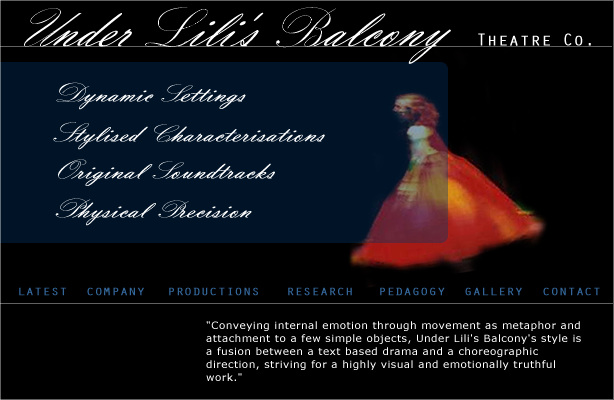 Under Lili's Balcony THEATRE CO.
Dynamic Settings
Stylised Characterisations
Original Soundtracks
Physical Precision
LATEST COMPANY PRODUCTIONS RESEARCH PEDAGOGY GALLERY CONTACT
"Conveying internal emotion through movement as metaphor and
attachment to a few simple objects, Under Lili's Balcony's style is
a fusion between a text based drama and a choreographic
direction, striving for a highly visual and emotionally truthful
work."